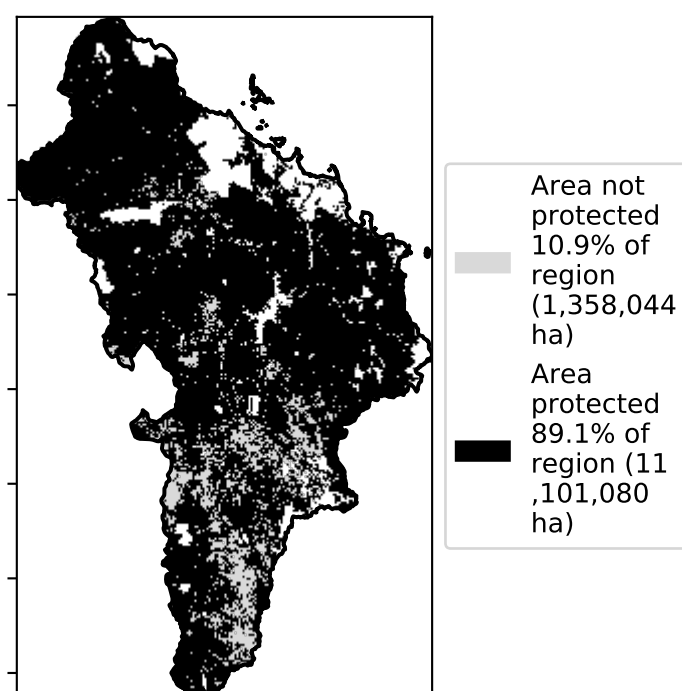 Area not
protected
10.9% of
region
(1,358,044
ha)
Area
protected
89.1% of
region (11
,101,080
ha)